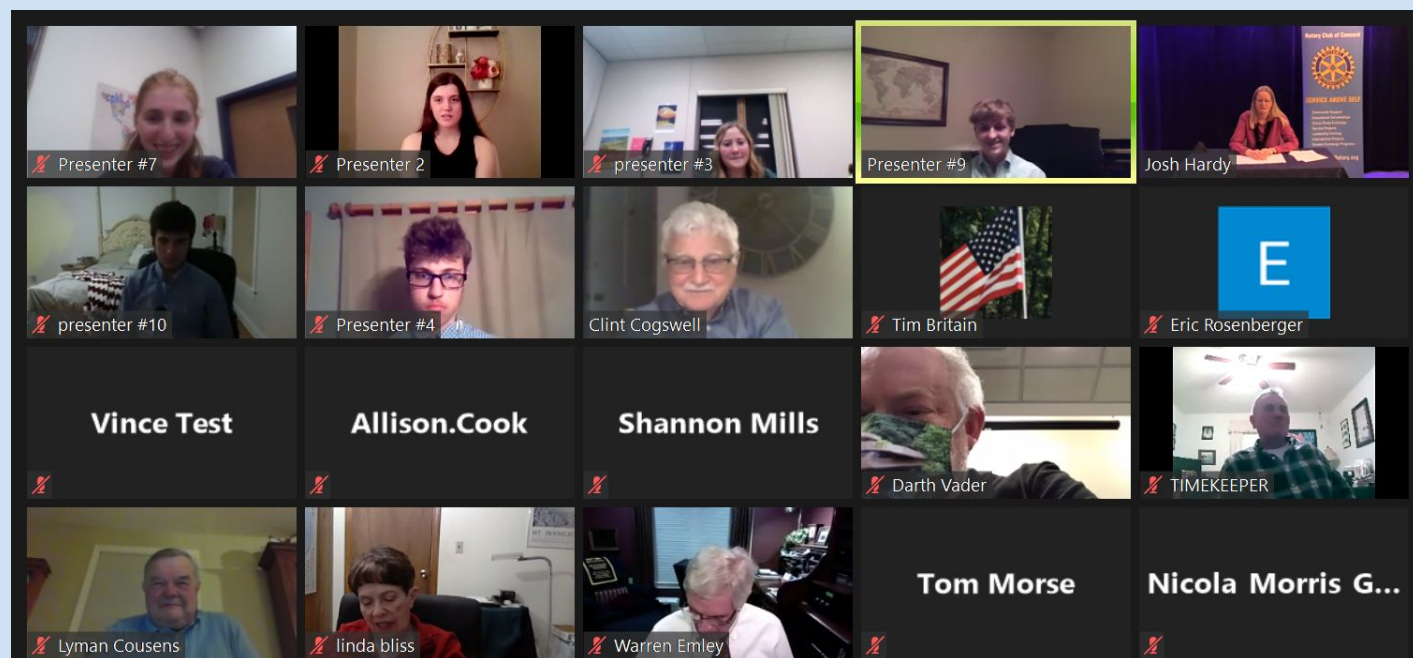 Rotary Club of Concord
SERVICE ABOVE SELF
Presenter #7
Presenter 2
presenter #3
Presenter #9
Josh Hardy
E
presenter #10
Presenter #4
Clint Cogswell
Tim Britain
Eric Rosenberger
Vince Test
Allison.Cook
Shannon Mills
Darth Vader
TIMEKEEPER
Lyman Cousens
linda bliss
Warren Emley
Tom Morse
Nicola Morris G...